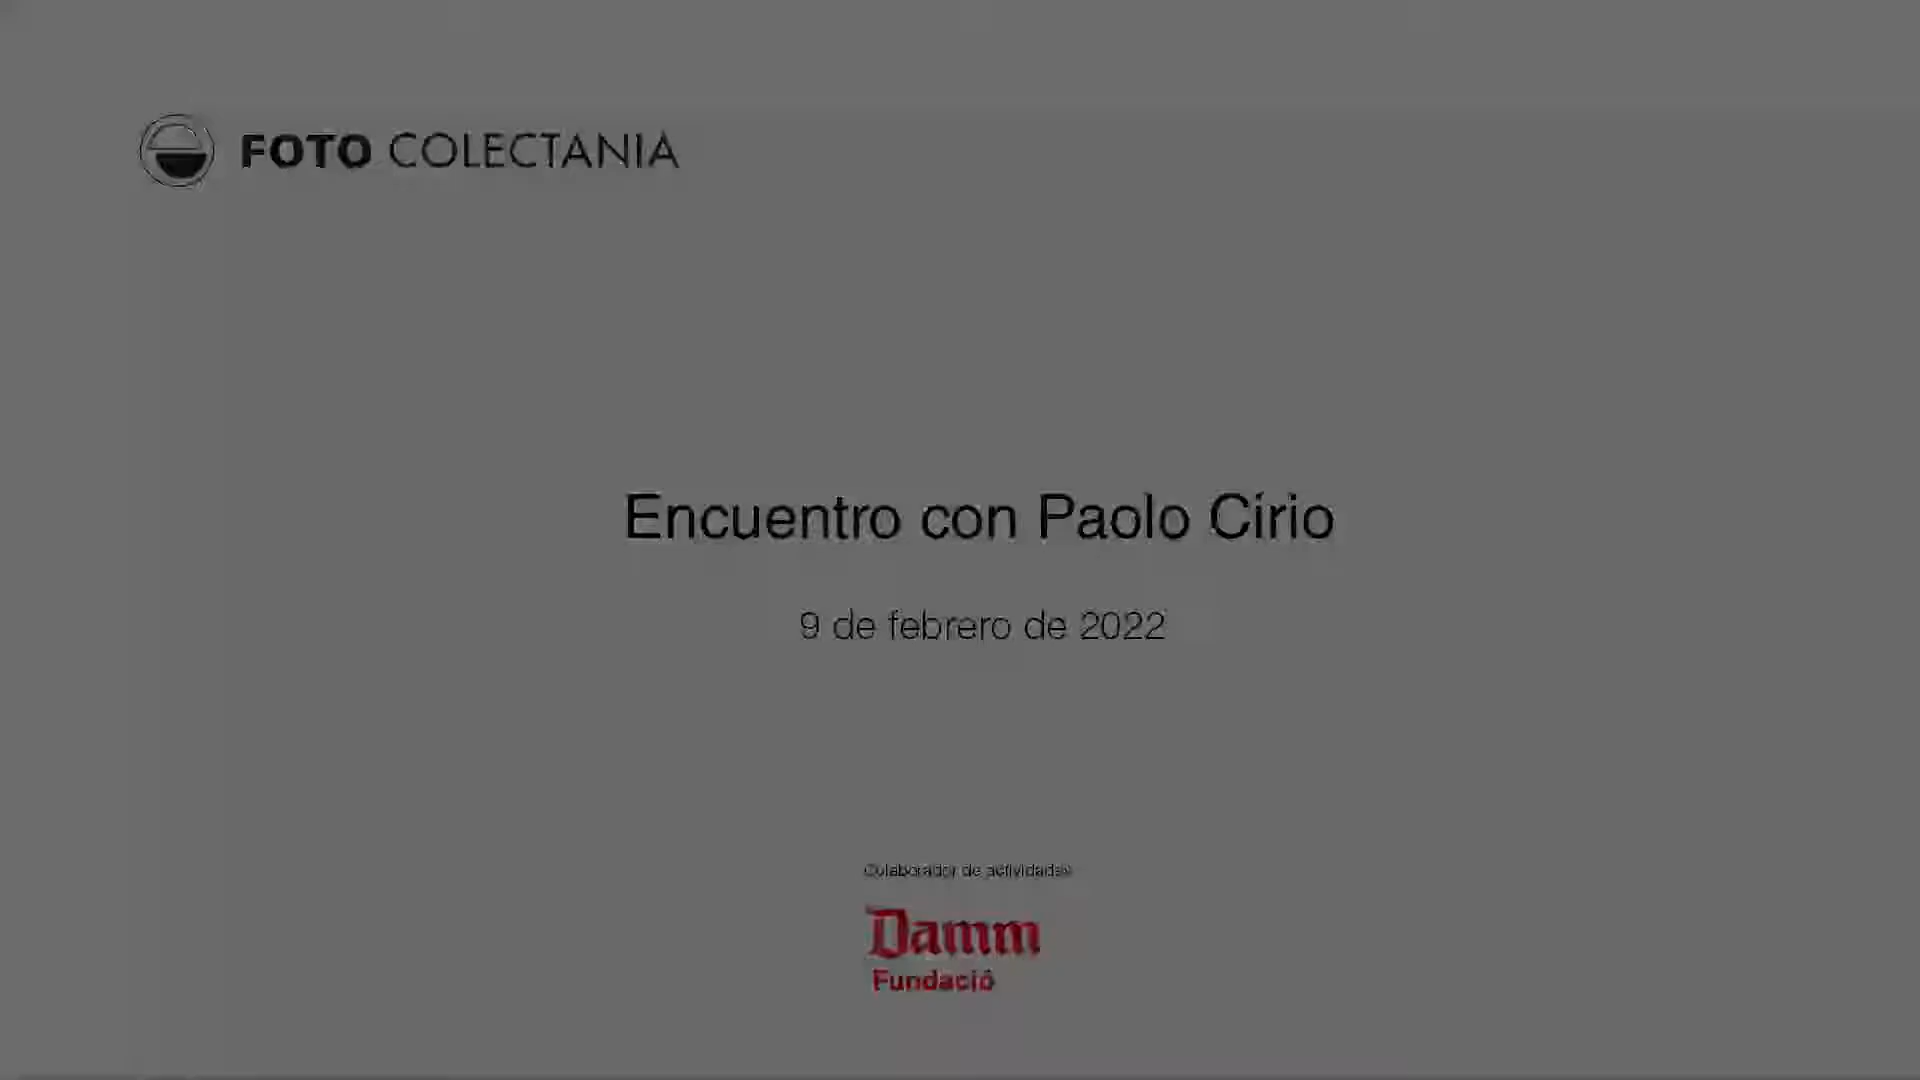 FOTO COLECTANIA
Encuentro con Paolo Cirio
9 de febrero de 2022
Colaborador de actividades
Damm
Fundació